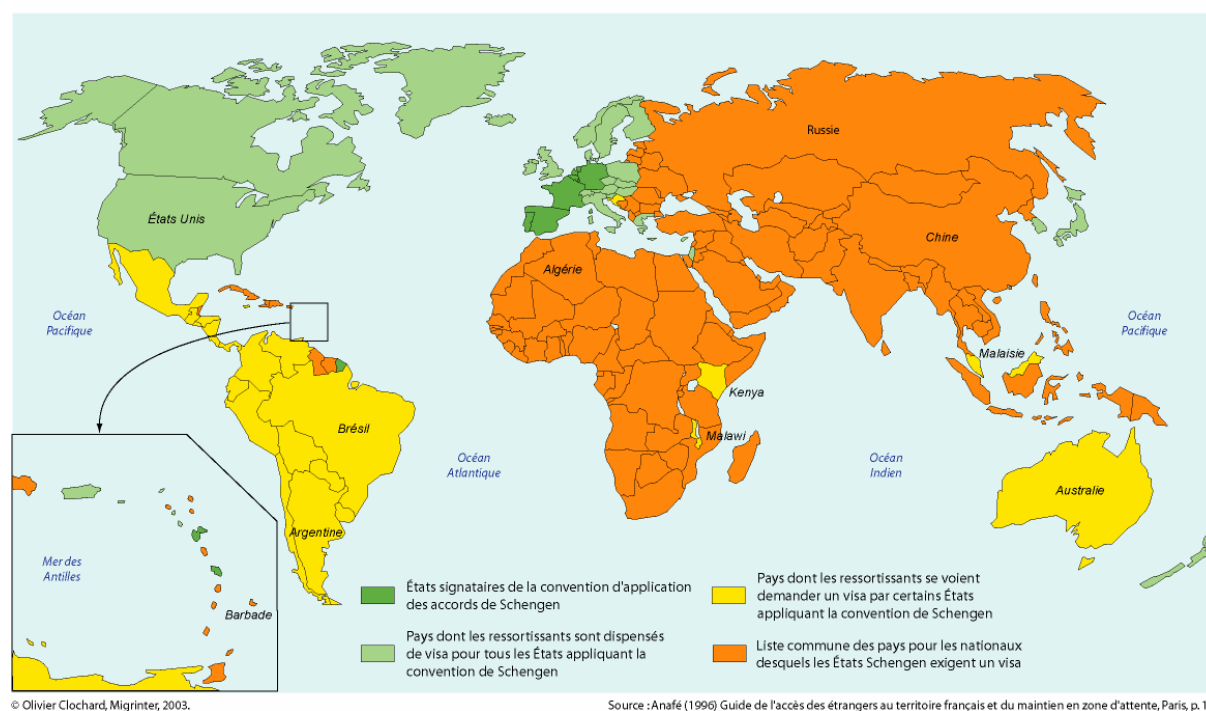 Russie
États Unis
Chine
Algérie
Océan
Pacifique
Océan
Pacifique
Malaisie
Kenya
Brésil
Malawi
Océan
Atlantique
Océan
Indien
Australie
Argentine
Mer des
Antilles
Barbade
États signataires de la convention d'application
des accords de Schengen
Pays dont les ressortissants sont dispensés
de visa pour tous les États appliquant la
convention de Schengen
Pays dont les ressortissants se voient
demander un visa par certains États
appliquant la convention de Schengen
Liste commune des pays pour les nationaux
desquels les États Schengen exigent un visa
© Olivier Clochard, Migrinter, 2003.
Source : Anafé (1996) Guide de l'accès des étrangers au territoire français et du maintien en zone d'attente, Paris, p. 1